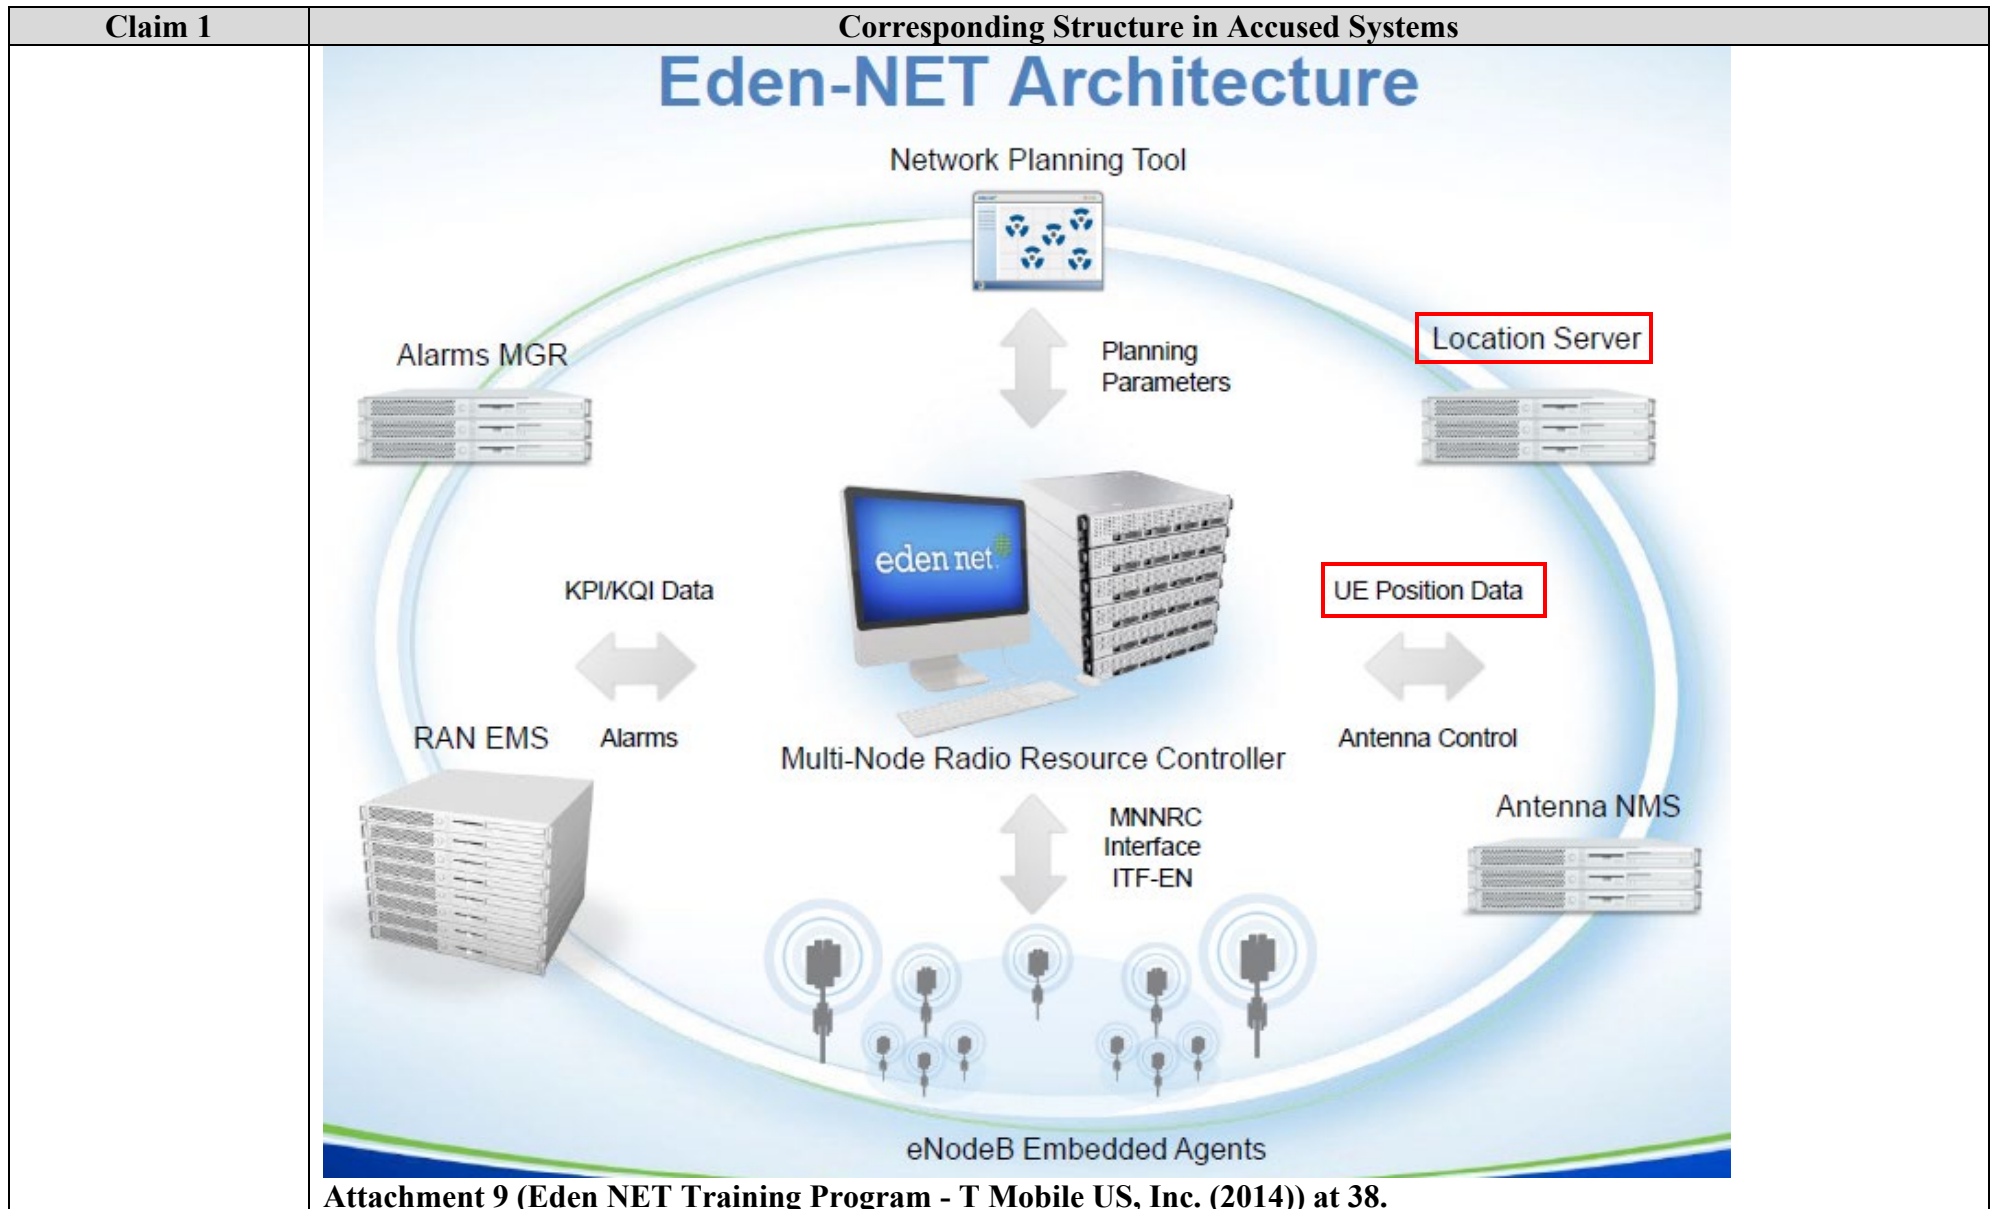 Claim 1
Corresponding Structure in Accused Systems
Eden-NET Architecture
Network Planning Tool
Location Server
Alarms MGR
Planning
Parameters
eden net
KPI/KQI Data
UE Position Data
RAN EMS
Alarms
Antenna Control
Multi-Node Radio Resource Controller
Antenna NMS
MNNRC
Interface
ITF-EN
eNodeB Embedded Agents
Attachment 9 (Eden NET Training Program - T Mobile US, Inc. (2014)) at 38.